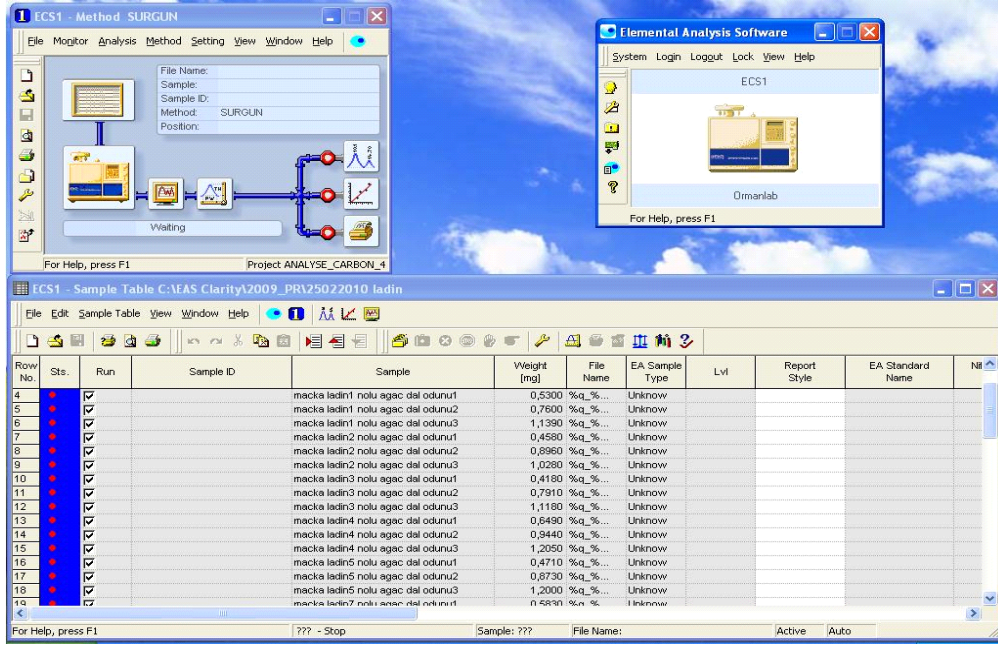 ECS1 - Method SURGUN
File Monitor Analysis Method Setting View Window Help
File Name:
Sample:
Sample ID:
Method: SURGUN
Position:
Waiting
For Help, press F1 Project ANALYSE_CARBON_4
Elemental Analysis Software
System Login Logout Lock View Help
ECS1
Ormanlab
For Help, press F1
ECS1 - Sample Table C:\EAS Clarity\2009_PR\25022010 ladin
File Edit Sample Table View Window Help
Row No. Sts. Run Sample ID Sample Weight [mg] File Name EA Sample Type Lvl Report Style EA Standard Name
4 macka ladin1 nolu agac dal odunu1 0,5300 %q_%... Unknow
5 macka ladin1 nolu agac dal odunu2 0,7600 %q_%... Unknow
6 macka ladin1 nolu agac dal odunu3 1,1390 %q_%... Unknow
7 macka ladin2 nolu agac dal odunu1 0,4580 %q_%... Unknow
8 macka ladin2 nolu agac dal odunu2 0,8960 %q_%... Unknow
9 macka ladin2 nolu agac dal odunu3 1,0280 %q_%... Unknow
10 macka ladin3 nolu agac dal odunu1 0,4180 %q_%... Unknow
11 macka ladin3 nolu agac dal odunu2 0,7910 %q_%... Unknow
12 macka ladin3 nolu agac dal odunu3 1,1180 %q_%... Unknow
13 macka ladin4 nolu agac dal odunu1 0,6490 %q_%... Unknow
14 macka ladin4 nolu agac dal odunu2 0,9440 %q_%... Unknow
15 macka ladin4 nolu agac dal odunu3 1,2050 %q_%... Unknow
16 macka ladin5 nolu agac dal odunu1 0,4710 %q_%... Unknow
17 macka ladin5 nolu agac dal odunu2 0,8730 %q_%... Unknow
18 macka ladin5 nolu agac dal odunu3 1,2000 %q_%... Unknow
19 macka ladin7 nolu agac dal odunu1 0,5830 %q_%... Unknow
For Help, press F1 ??? - Stop Sample: ??? File Name: Active Auto